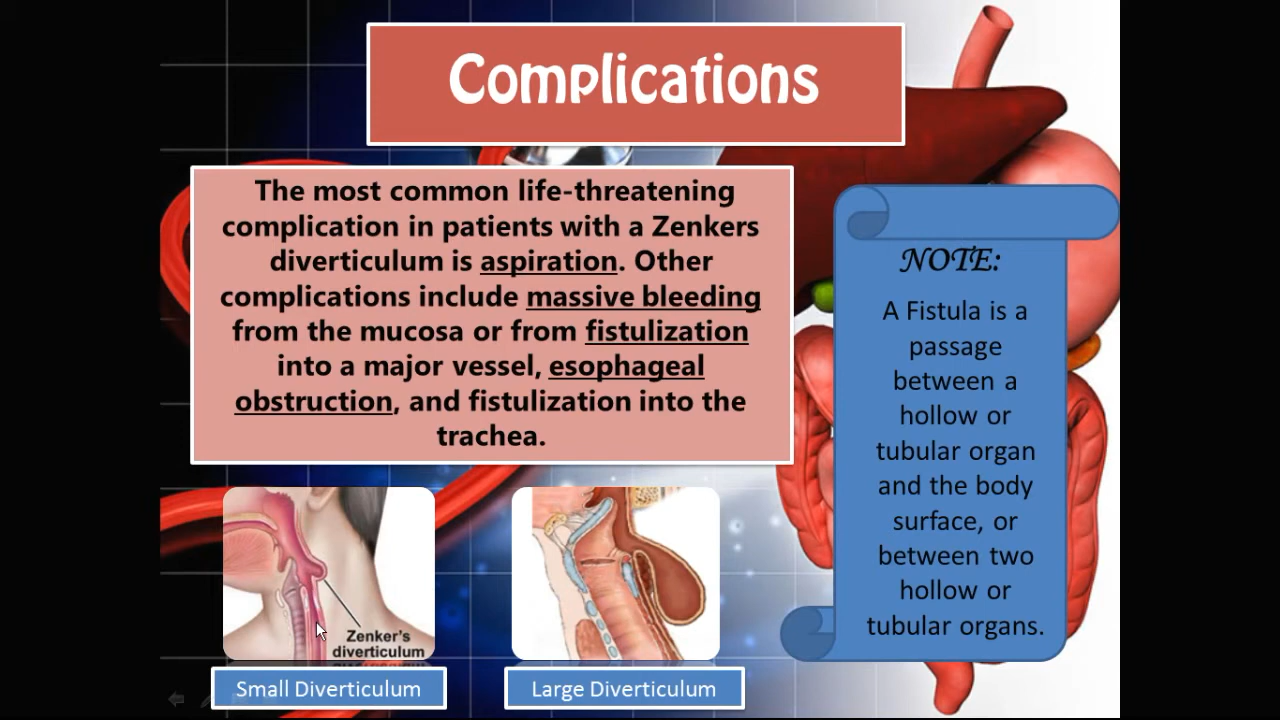 Complications
The most common life-threatening
complication in patients with a Zenkers
diverticulum is aspiration. Other
complications include massive bleeding
from the mucosa or from fistulization
into a major vessel, esophageal
obstruction, and fistulization into the
trachea.
NOTE:
A Fistula is a
passage
between a
hollow or
tubular organ
and the body
surface, or
between two
hollow or
tubular organs.
Zenker's
diverticulum
Small Diverticulum
Large Diverticulum